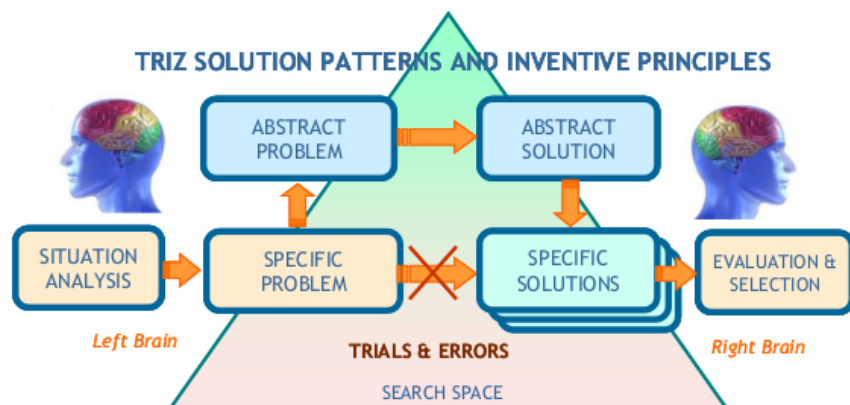 TRIZ SOLUTION PATTERNS AND INVENTIVE PRINCIPLES
ABSTRACT
PROBLEM
ABSTRACT
SOLUTION
SITUATION
ANALYSIS
SPECIFIC
PROBLEM
SPECIFIC
SOLUTIONS
EVALUATION &
SELECTION
Left Brain
TRIALS & ERRORS
Right Brain
SEARCH SPACE